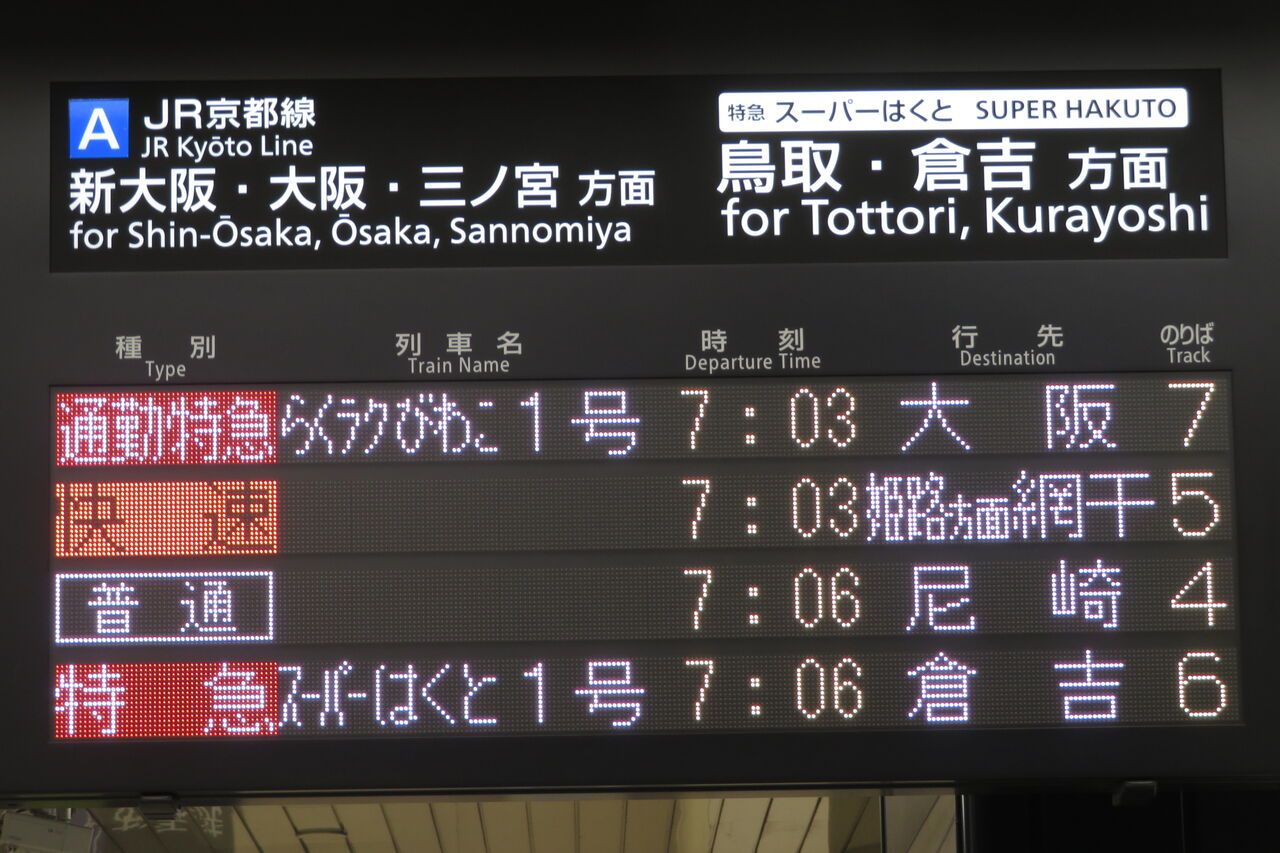 A JR京都線
JR Kyōto Line
新大阪・大阪・三ノ宮 方面
for Shin-Ōsaka, Ōsaka, Sannomiya
特急 スーパーはくと SUPER HAKUTO
鳥取・倉吉 方面
for Tottori, Kurayoshi
種別 列車名 時刻 行先 のりば
Type Train Name Departure Time Destination Track
通勤特急 らくラクびわこ 1号 7:03 大阪 7
快速 7:03 姫路方面網干 5
普通 7:06 尼崎 4
特急 スーパーはくと 1号 7:06 倉吉 6